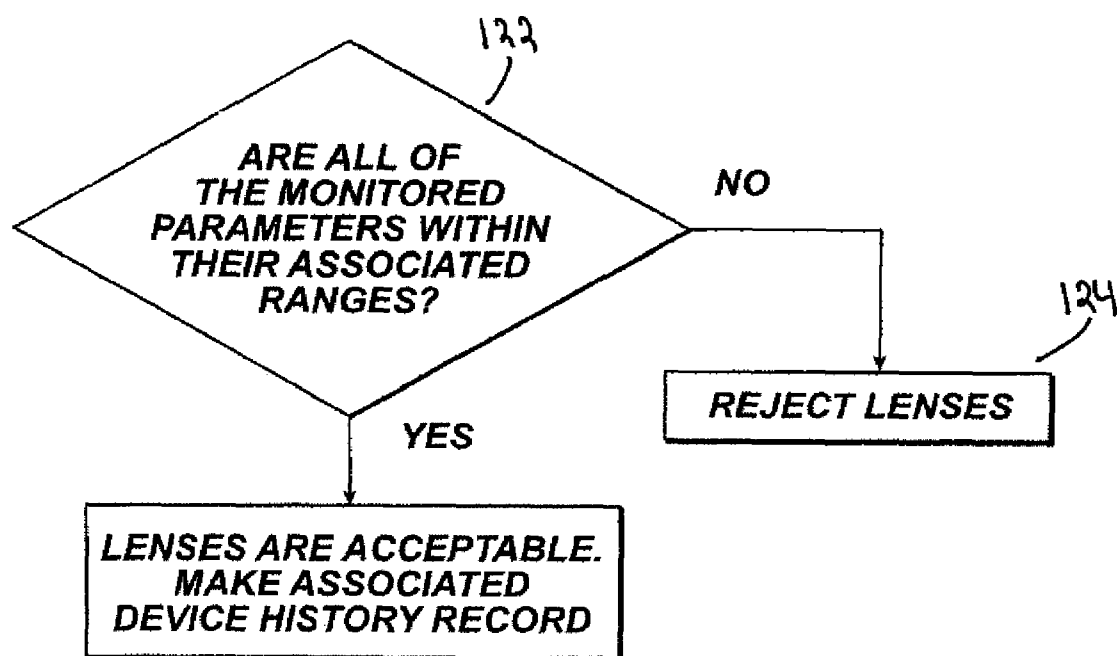 122
ARE ALL OF
THE MONITORED
PARAMETERS WITHIN
THEIR ASSOCIATED
RANGES?
NO
124
REJECT LENSES
YES
LENSES ARE ACCEPTABLE.
MAKE ASSOCIATED
DEVICE HISTORY RECORD